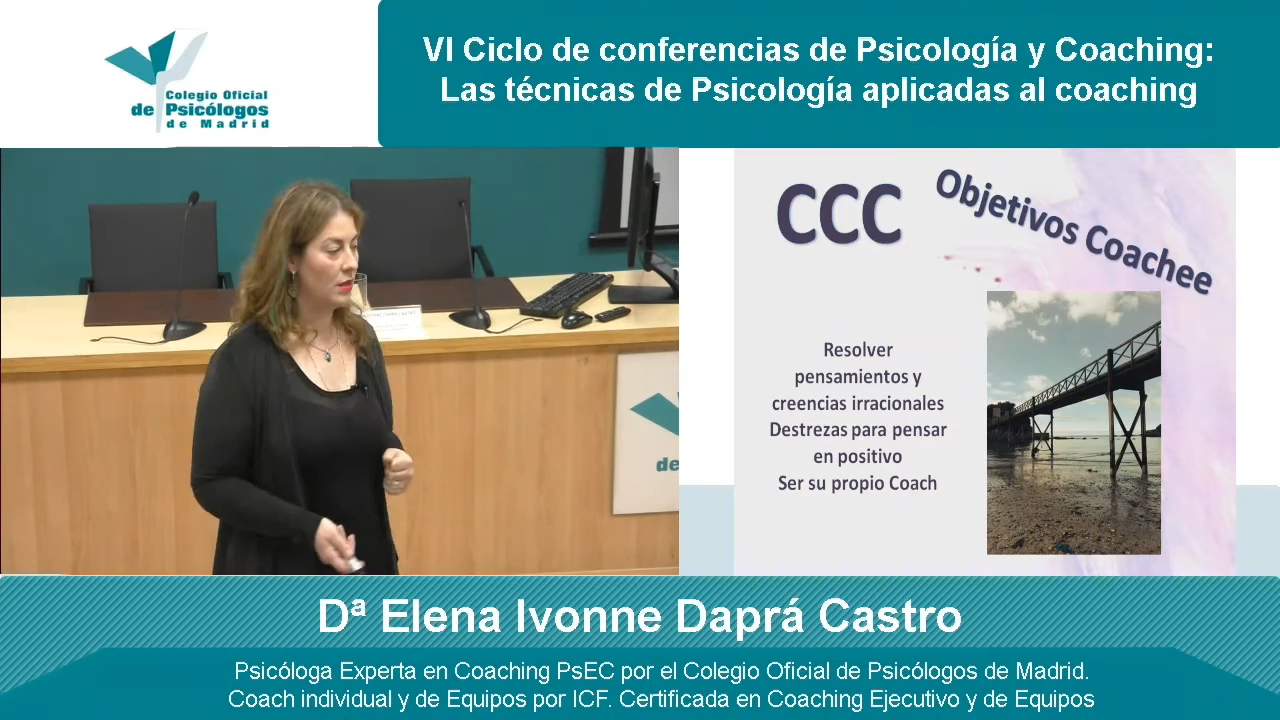 Colegio Oficial
de Psicólogos
de Madrid
VI Ciclo de conferencias de Psicología y Coaching:
Las técnicas de Psicología aplicadas al coaching
CCC
Objetivos Coachee
Resolver
pensamientos y
creencias irracionales
Destrezas para pensar
en positivo
Ser su propio Coach
de
Dª Elena Ivonne Daprá Castro
Psicóloga Experta en Coaching PsEC por el Colegio Oficial de Psicólogos de Madrid.
Coach individual y de Equipos por ICF. Certificada en Coaching Ejecutivo y de Equipos